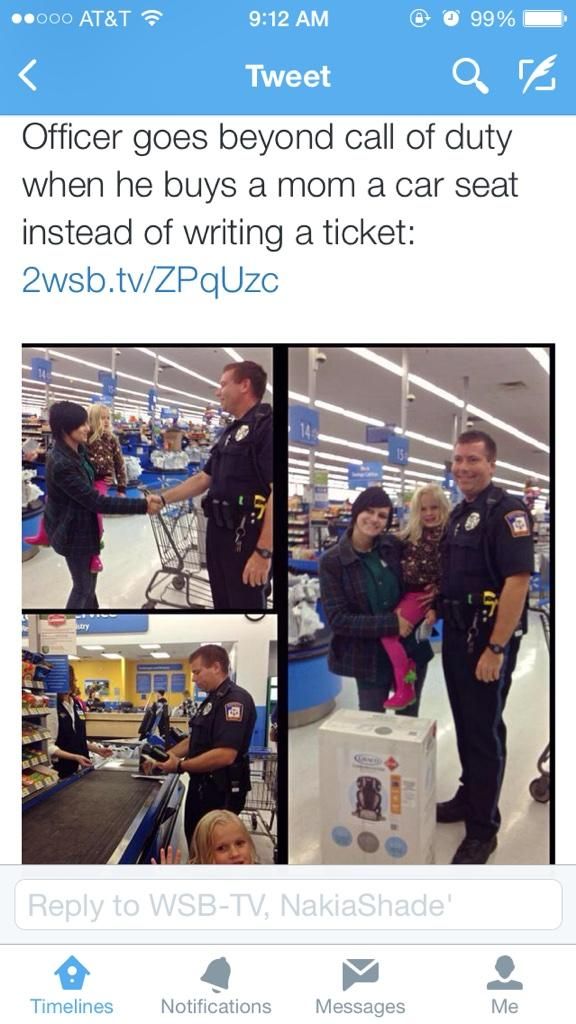 AT&T 9:12 AM 99%
Tweet
Officer goes beyond call of duty
when he buys a mom a car seat
instead of writing a ticket:
2wsb.tv/ZPqUzc
14
14
15
GRACO
Reply to WSB-TV, NakiaShade'
Timelines Notifications Messages Me